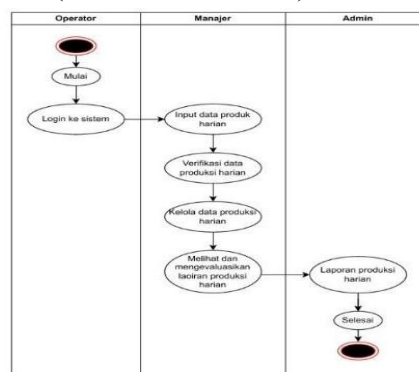 Operator
Manajer
Admin
Mulai
Login ke sistem
Input data produk
harian
Verifikasi data
produksi harian
Kelola data produksi
harian
Melihat dan
mengevaluasikan
laoiran produksi
harian
Laporan produksi
harian
Selesai